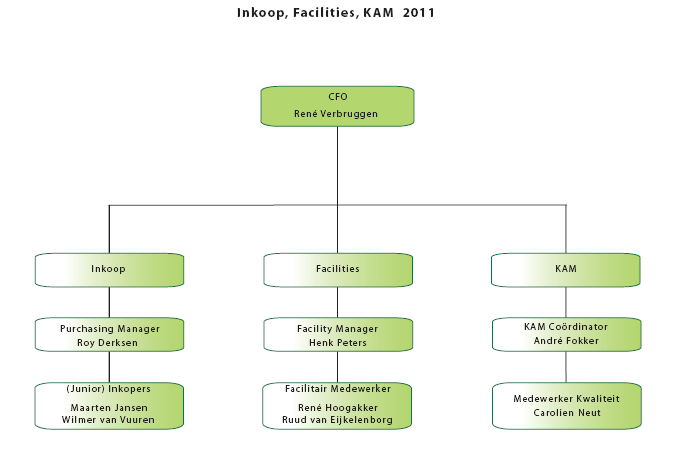 Inkoop, Facilities, KAM 2011
CFO
René Verbruggen
Inkoop
Facilities
KAM
Purchasing Manager
Roy Derksen
Facility Manager
Henk Peters
KAM Coördinator
André Fokker
(Junior) Inkopers
Maarten Jansen
Wilmer van Vuuren
Facilitair Medewerker
René Hoogakker
Ruud van Eijkelenborg
Medewerker Kwaliteit
Carolien Neut